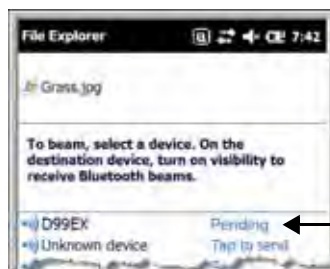 File Explorer 7:42
Grass.jpg
To beam, select a device. On the
destination device, turn on visibility to
receive Bluetooth beams.
D99EX Pending
Unknown device Tap to send